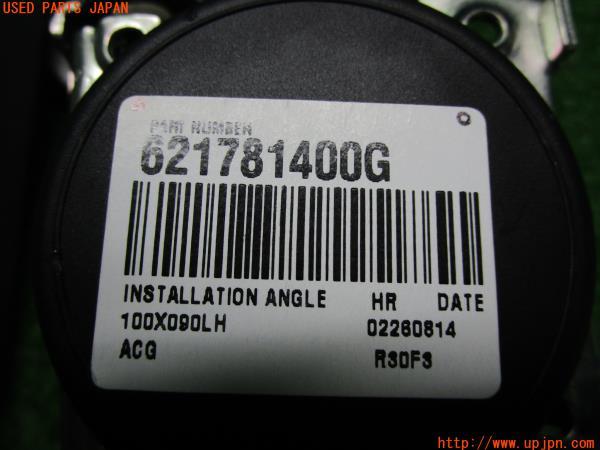 USED PARTS JAPAN
PART NUMBER
621781400G
INSTALLATION ANGLE HR DATE
100X090LH 02260814
ACG R30F3
http://www.upjpn.com